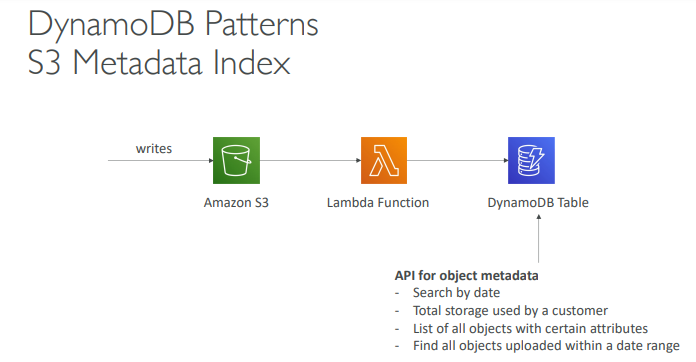 DynamoDB Patterns
S3 Metadata Index
writes
Amazon S3
Lambda Function
DynamoDB Table
API for object metadata
- Search by date
- Total storage used by a customer
- List of all objects with certain attributes
- Find all objects uploaded within a date range